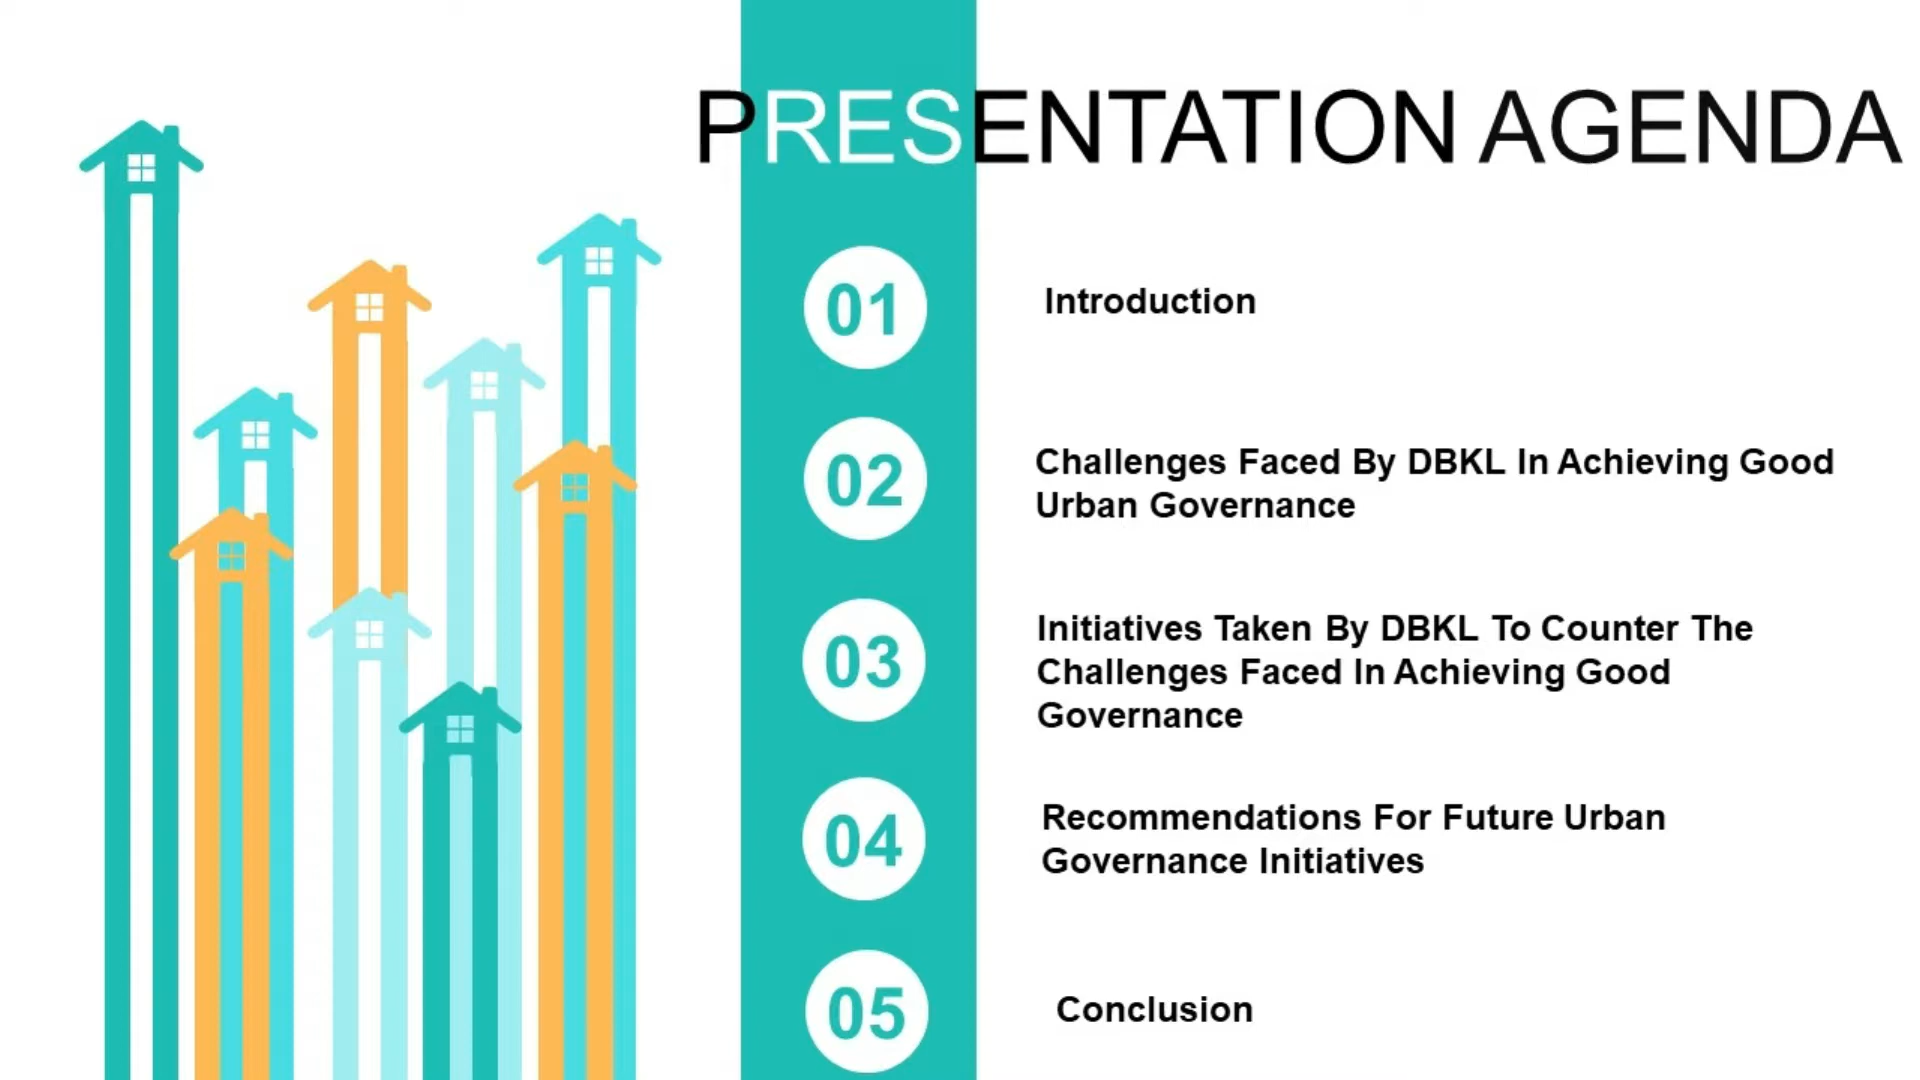 PRESENTATION AGENDA
01
Introduction
02
Challenges Faced By DBKL In Achieving Good
Urban Governance
03
Initiatives Taken By DBKL To Counter The
Challenges Faced In Achieving Good
Governance
04
Recommendations For Future Urban
Governance Initiatives
05
Conclusion